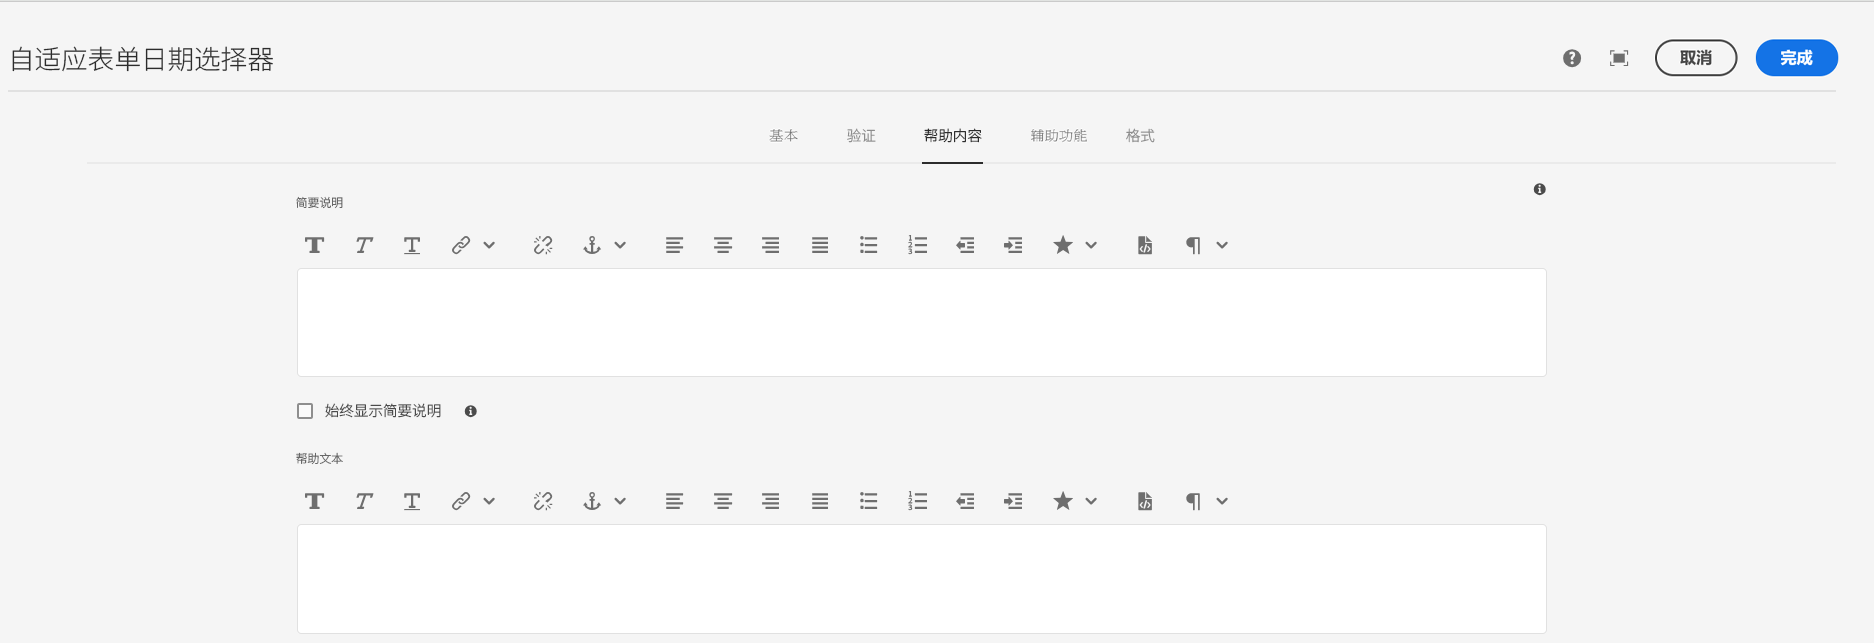 自适应表单日期选择器
取消 完成
基本 验证 帮助内容 辅助功能 格式
简要说明
始终显示简要说明
帮助文本